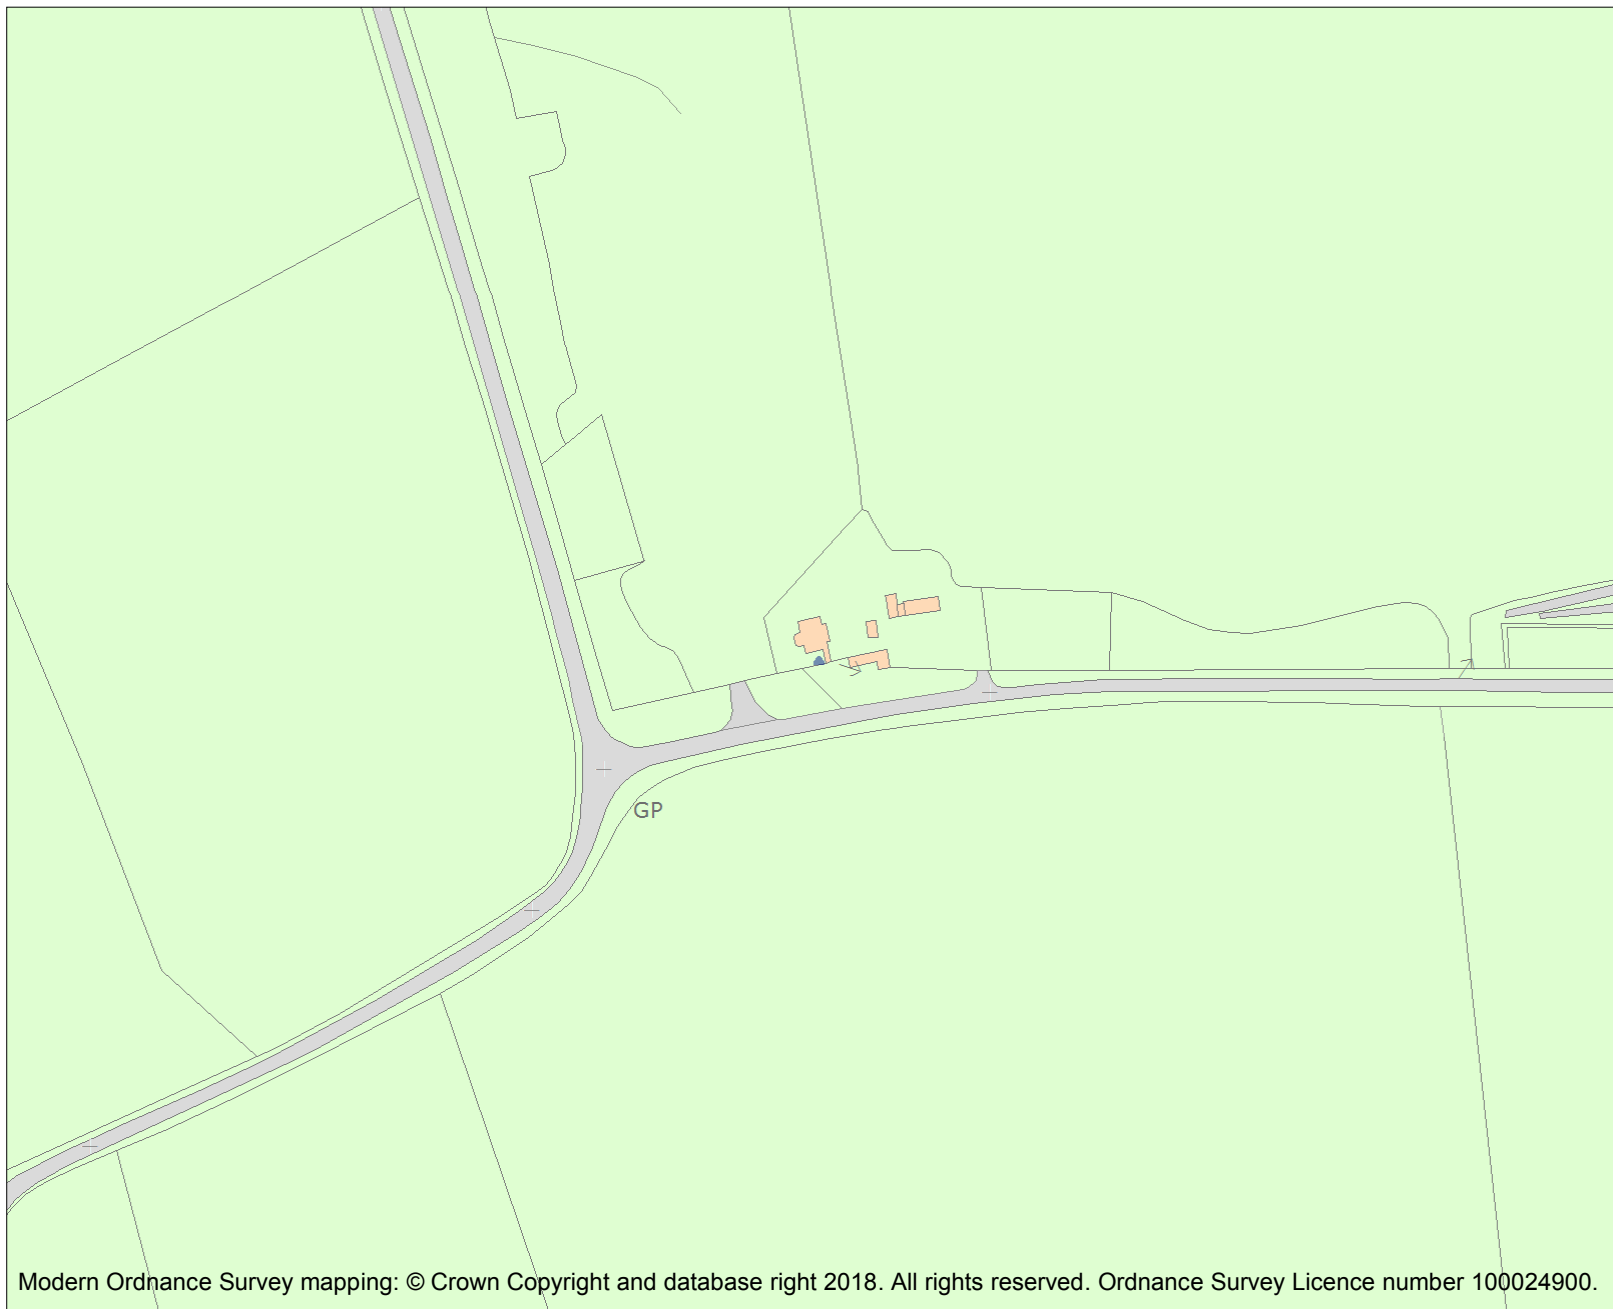 GP
Modern Ordnance Survey mapping: © Crown Copyright and database right 2018. All rights reserved. Ordnance Survey Licence number 100024900.